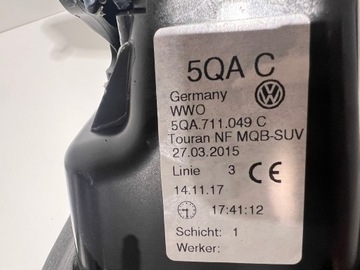 5QA C
Germany
WWO
5QA.711.049 C
Touran NF MQB-SUV
27.03.2015
Linie 3 CE
14.11.17
17:41:12
Schicht: 1
Werker: